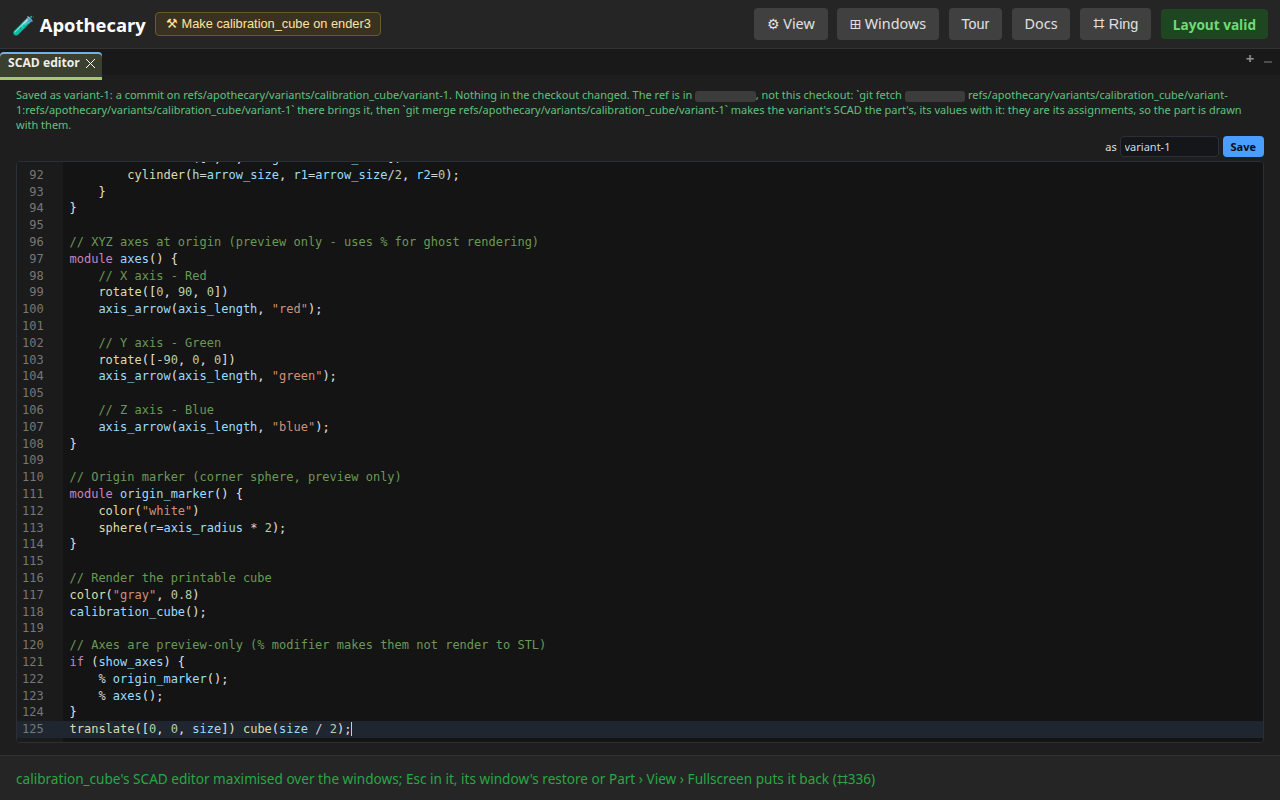 Apothecary
⚒ Make calibration_cube on ender3
⚙ View
⊞ Windows
Tour
Docs
⌗ Ring
Layout valid
SCAD editor
Saved as variant-1: a commit on refs/apothecary/variants/calibration_cube/variant-1. Nothing in the checkout changed. The ref is in , not this checkout: `git fetch refs/apothecary/variants/calibration_cube/variant-
1:refs/apothecary/variants/calibration_cube/variant-1` there brings it, then `git merge refs/apothecary/variants/calibration_cube/variant-1` makes the variant's SCAD the part's, its values with it: they are its assignments, so the part is drawn
with them.
as variant-1 Save
92 cylinder(h=arrow_size, r1=arrow_size/2, r2=0);
93 }
94 }
95
96 // XYZ axes at origin (preview only - uses % for ghost rendering)
97 module axes() {
98 // X axis - Red
99 rotate([0, 90, 0])
100 axis_arrow(axis_length, "red");
101
102 // Y axis - Green
103 rotate([-90, 0, 0])
104 axis_arrow(axis_length, "green");
105
106 // Z axis - Blue
107 axis_arrow(axis_length, "blue");
108 }
109
110 // Origin marker (corner sphere, preview only)
111 module origin_marker() {
112 color("white")
113 sphere(r=axis_radius * 2);
114 }
115
116 // Render the printable cube
117 color("gray", 0.8)
118 calibration_cube();
119
120 // Axes are preview-only (% modifier makes them not render to STL)
121 if (show_axes) {
122 % origin_marker();
123 % axes();
124 }
125 translate([0, 0, size]) cube(size / 2);
calibration_cube's SCAD editor maximised over the windows; Esc in it, its window's restore or Part › View › Fullscreen puts it back (⌗336)